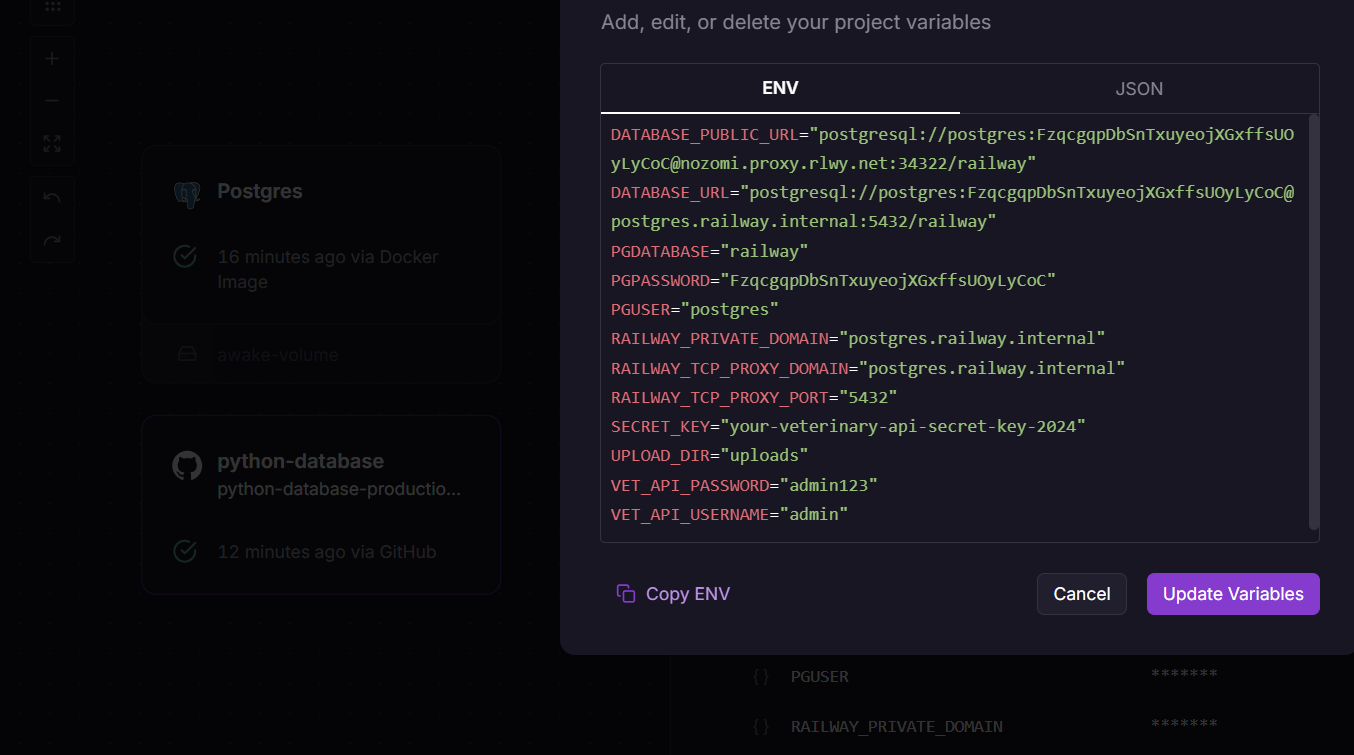 Add, edit, or delete your project variables
ENV
JSON
DATABASE_PUBLIC_URL="postgresql://postgres:FzqcgqpDbSnTxuyeojXGxffsUO
yLyCoC@nozomi.proxy.rlwy.net:34322/railway"
DATABASE_URL="postgresql://postgres:FzqcgqpDbSnTxuyeojXGxffsUOyLyCoC@
postgres.railway.internal:5432/railway"
PGDATABASE="railway"
PGPASSWORD="FzqcgqpDbSnTxuyeojXGxffsUOyLyCoC"
PGUSER="postgres"
RAILWAY_PRIVATE_DOMAIN="postgres.railway.internal"
RAILWAY_TCP_PROXY_DOMAIN="postgres.railway.internal"
RAILWAY_TCP_PROXY_PORT="5432"
SECRET_KEY="your-veterinary-api-secret-key-2024"
UPLOAD_DIR="uploads"
VET_API_PASSWORD="admin123"
VET_API_USERNAME="admin"
Copy ENV
Cancel
Update Variables
Postgres
16 minutes ago via Docker
Image
awake-volume
python-database
python-database-productio...
12 minutes ago via GitHub
{} PGUSER *******
{} RAILWAY_PRIVATE_DOMAIN *******